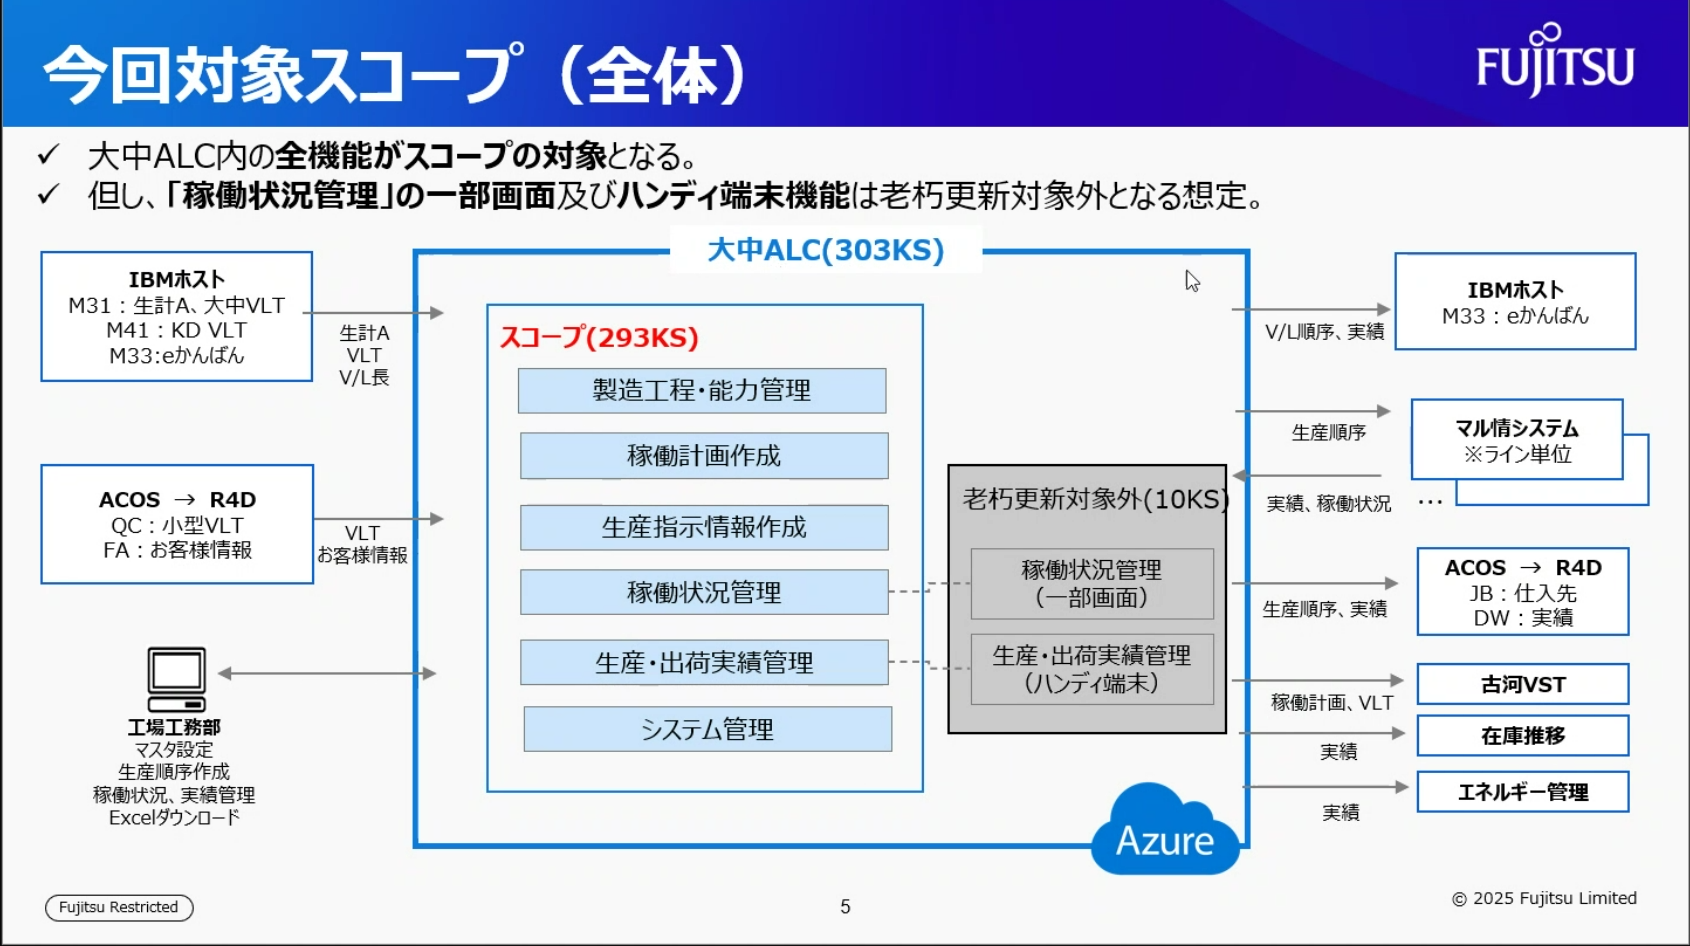 今回対象スコープ（全体）
FUJITSU
✓ 大中ALC内の全機能がスコープの対象となる。
✓ 但し、「稼働状況管理」の一部画面及びハンディ端末機能は老朽更新対象外となる想定。
大中ALC(303KS)
IBMホスト
M31：生計A、大中VLT
M41：KD VLT
M33:eかんばん
生計A
VLT
V/L長
ACOS → R4D
QC：小型VLT
FA：お客様情報
VLT
お客様情報
工場工務部
マスタ設定
生産順序作成
稼働状況、実績管理
Excelダウンロード
スコープ(293KS)
製造工程・能力管理
稼働計画作成
生産指示情報作成
稼働状況管理
生産・出荷実績管理
システム管理
老朽更新対象外(10KS)
稼働状況管理
（一部画面）
生産・出荷実績管理
（ハンディ端末）
Azure
V/L順序、実績
IBMホスト
M33：eかんばん
生産順序
マル情システム
※ライン単位
実績、稼働状況
…
生産順序、実績
ACOS → R4D
JB：仕入先
DW：実績
稼働計画、VLT
古河VST
実績
在庫推移
実績
エネルギー管理
Fujitsu Restricted
5
© 2025 Fujitsu Limited